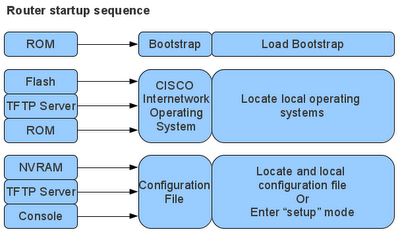 Router startup sequence
ROM
Bootstrap
Load Bootstrap
Flash
TFTP Server
ROM
CISCO
Internetwork
Operating
System
Locate local operating
systems
NVRAM
TFTP Server
Console
Configuration
File
Locate and local
configuration file
Or
Enter “setup” mode